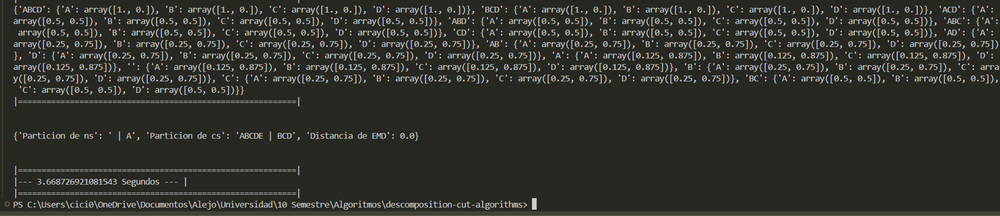 {'ABCD': {'A': array([1., 0.]), 'B': array([1., 0.]), 'C': array([1., 0.]), 'D': array([1., 0.])}, 'BCD': {'A': array([1., 0.]), 'B': array([1., 0.]), 'C': array([1., 0.]), 'D': array([1., 0.])}, 'ACD': {'A':
array([0.5, 0.5]), 'B': array([0.5, 0.5]), 'C': array([0.5, 0.5]), 'D': array([0.5, 0.5])}, 'ABD': {'A': array([0.5, 0.5]), 'B': array([0.5, 0.5]), 'C': array([0.5, 0.5]), 'D': array([0.5, 0.5])}, 'ABC': {'A':
array([0.5, 0.5]), 'B': array([0.5, 0.5]), 'C': array([0.5, 0.5]), 'D': array([0.5, 0.5])}, 'CD': {'A': array([0.5, 0.5]), 'B': array([0.5, 0.5]), 'C': array([0.5, 0.5]), 'D': array([0.5, 0.5])}, 'AD': {'A':
array([0.25, 0.75]), 'B': array([0.25, 0.75]), 'C': array([0.25, 0.75]), 'D': array([0.25, 0.75])}, 'AB': {'A': array([0.25, 0.75]), 'B': array([0.25, 0.75]), 'C': array([0.25, 0.75]), 'D': array([0.25, 0.75])
}, 'D': {'A': array([0.25, 0.75]), 'B': array([0.25, 0.75]), 'C': array([0.25, 0.75]), 'D': array([0.25, 0.75])}, 'A': {'A': array([0.125, 0.875]), 'B': array([0.125, 0.875]), 'C': array([0.125, 0.875]), 'D':
array([0.125, 0.875])}, '': {'A': array([0.125, 0.875]), 'B': array([0.125, 0.875]), 'C': array([0.125, 0.875]), 'D': array([0.125, 0.875])}, 'B': {'A': array([0.25, 0.75]), 'B': array([0.25, 0.75]), 'C': arra
y([0.25, 0.75]), 'D': array([0.25, 0.75])}, 'C': {'A': array([0.25, 0.75]), 'B': array([0.25, 0.75]), 'C': array([0.25, 0.75]), 'D': array([0.25, 0.75])}, 'BC': {'A': array([0.5, 0.5]), 'B': array([0.5, 0.5]),
'C': array([0.5, 0.5]), 'D': array([0.5, 0.5])}}
|===========================================================|
{'Particion de ns': ' | A', 'Particion de cs': 'ABCDE | BCD', 'Distancia de EMD': 0.0}
|===========================================================|
|--- 3.668726921081543 Segundos --- |
|===========================================================|
PS C:\Users\cici0\OneDrive\Documentos\Alejo\Universidad\10 Semestre\Algoritmos\descomposition-cut-algorithms>